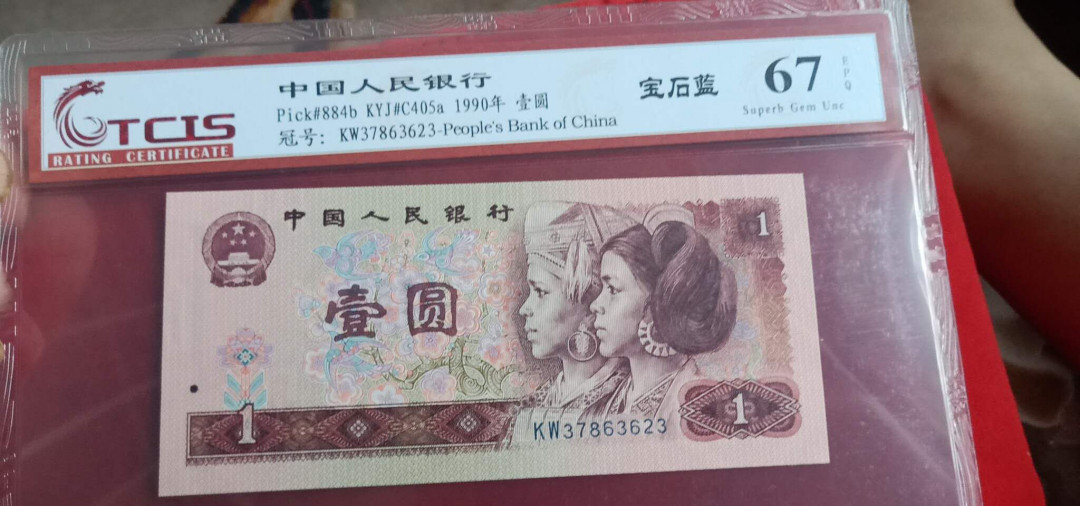 中国人民银行
Pick#884b KYJ#C405a 1990年 壹圆
冠号: KW37863623-People's Bank of China
宝石蓝
67
EPQ
Superb Gem Unc
TCIS
RATING CERTIFICATE
中国人民银行
1
壹圆
1
1
KW37863623